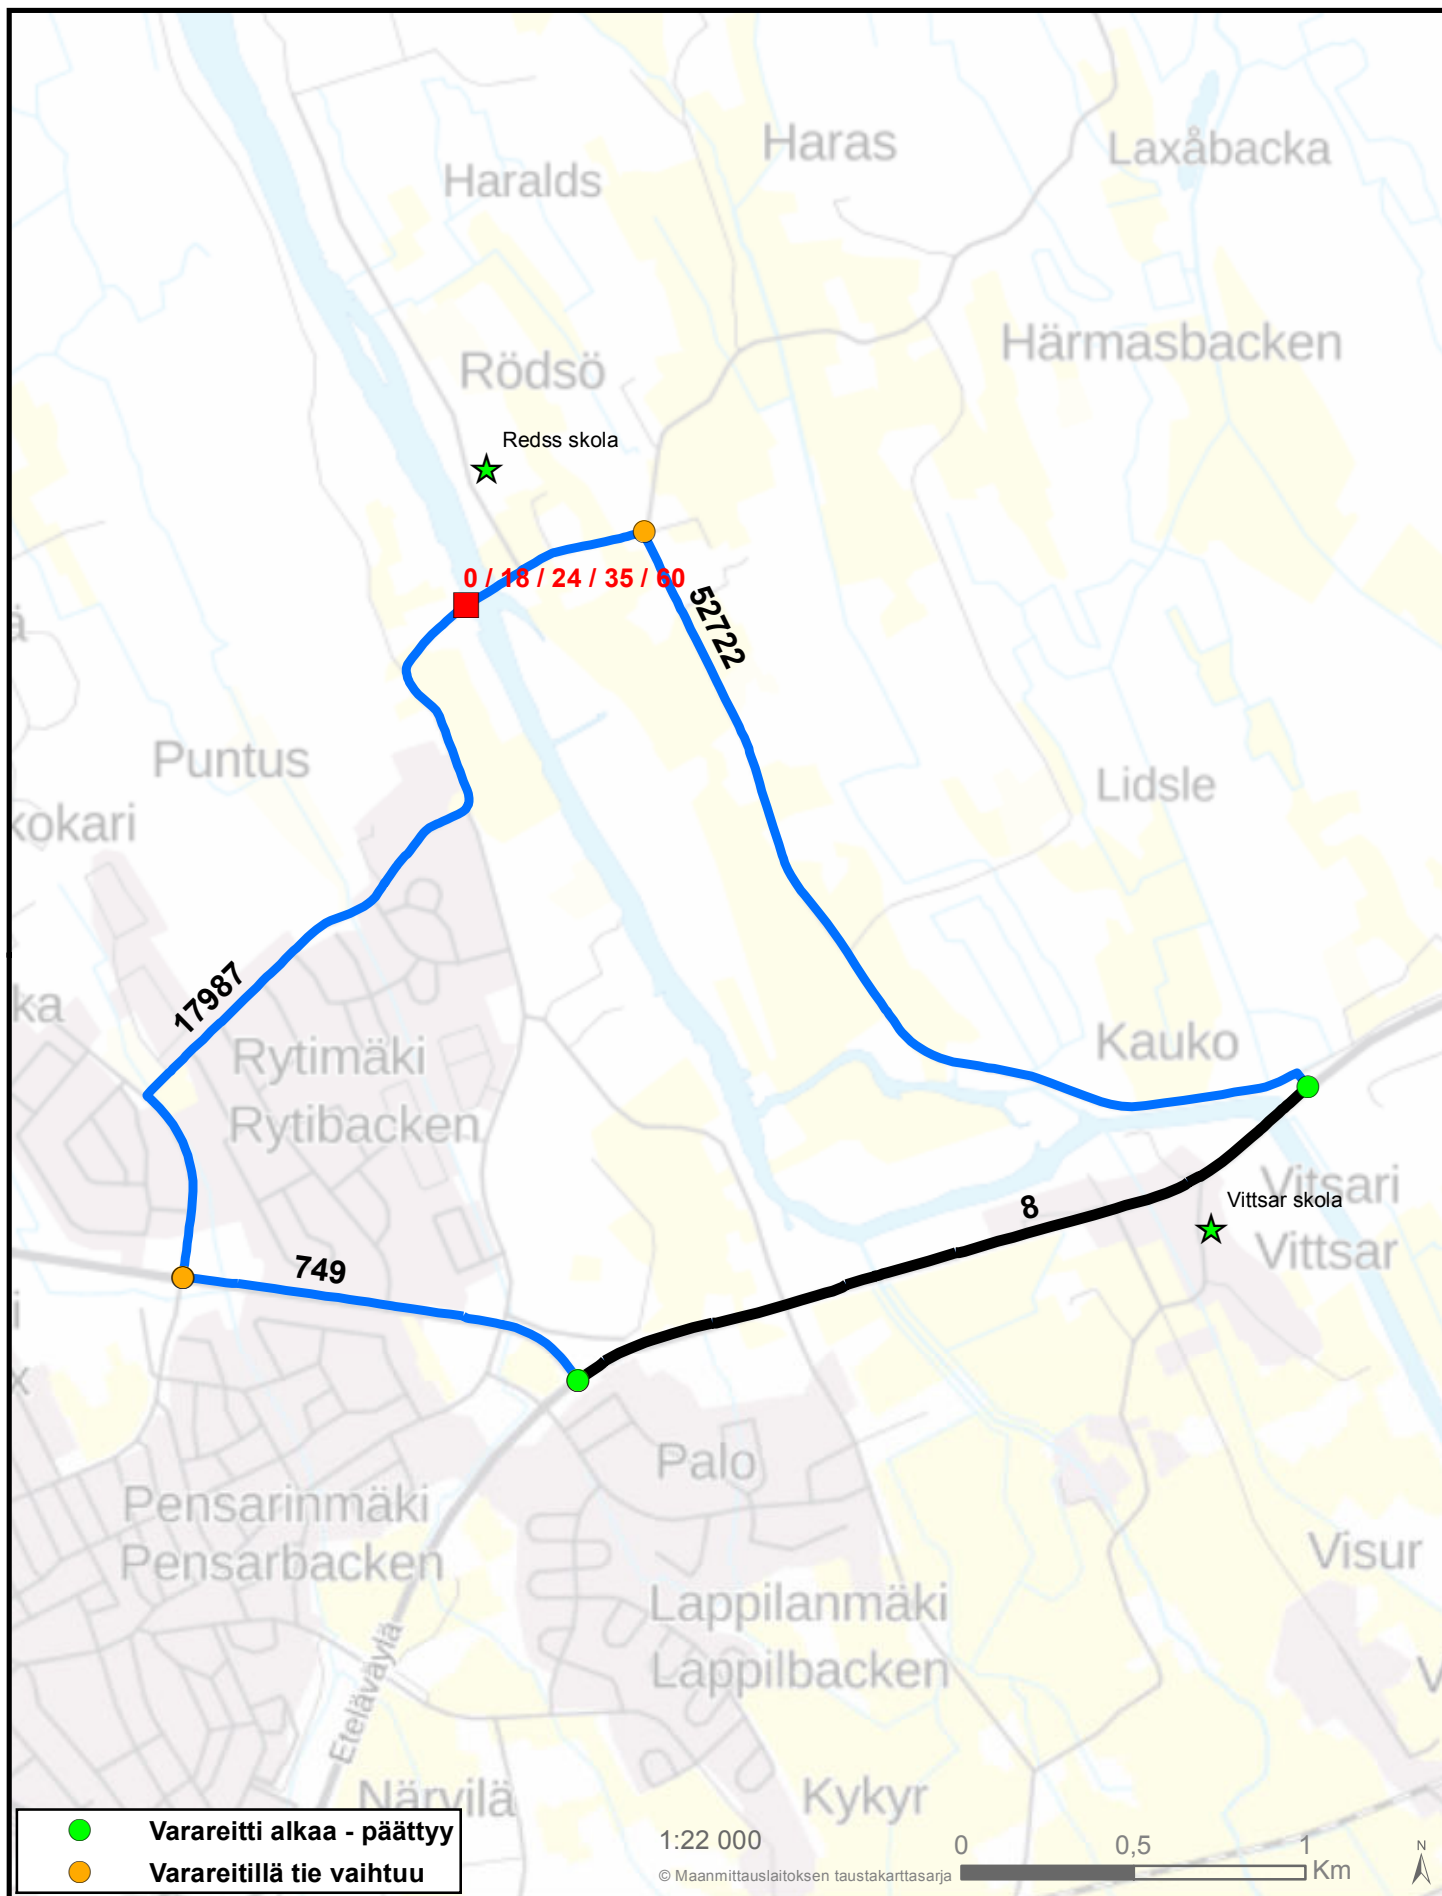 Haras
Laxåbacka
Haralds
Härmasbacken
Rödsö
Redss skola
0 / 18 / 24 / 35 / 60
52722
ä
Puntus
Lidsle
kokari
17987
ka
Kauko
Rytimäki
Rytibacken
Vitsari
Vittsar skola
8
Vittsar
749
i
x
Palo
Pensarinmäki
Pensarbacken
Visur
Lappilanmäki
Lappilbacken
V
Eteläväylä
Närvilä
Kykyr
Varareitti alkaa - päättyy
Varareitillä tie vaihtuu
1:22 000
© Maanmittauslaitoksen taustakarttasarja
0 0,5 1
Km
N